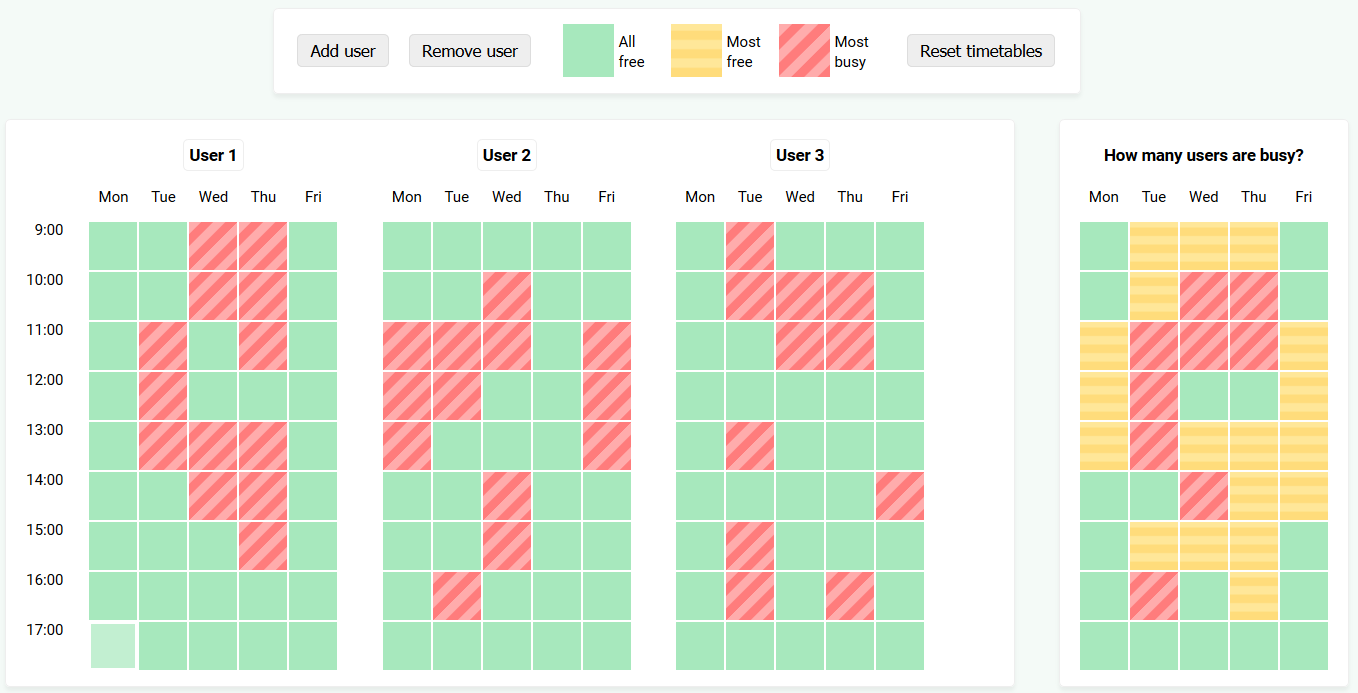 Add user
Remove user
All
free
Most
free
Most
busy
Reset timetables
User 1
User 2
User 3
How many users are busy?
Mon Tue Wed Thu Fri
Mon Tue Wed Thu Fri
Mon Tue Wed Thu Fri
Mon Tue Wed Thu Fri
9:00
10:00
11:00
12:00
13:00
14:00
15:00
16:00
17:00